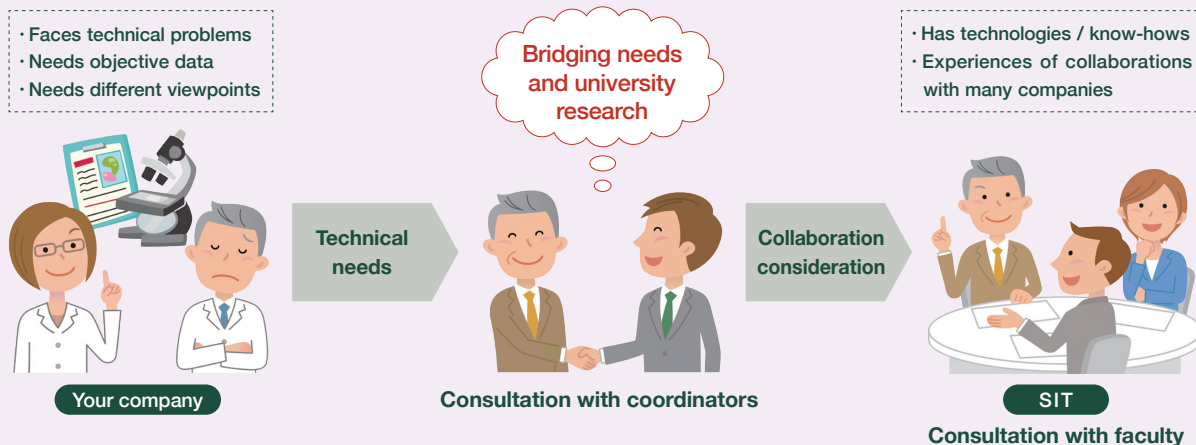 · Faces technical problems
· Needs objective data
· Needs different viewpoints
Your company
Technical
needs
Bridging needs
and university
research
Consultation with coordinators
Collaboration
consideration
· Has technologies / know-hows
· Experiences of collaborations
with many companies
SIT
Consultation with faculty